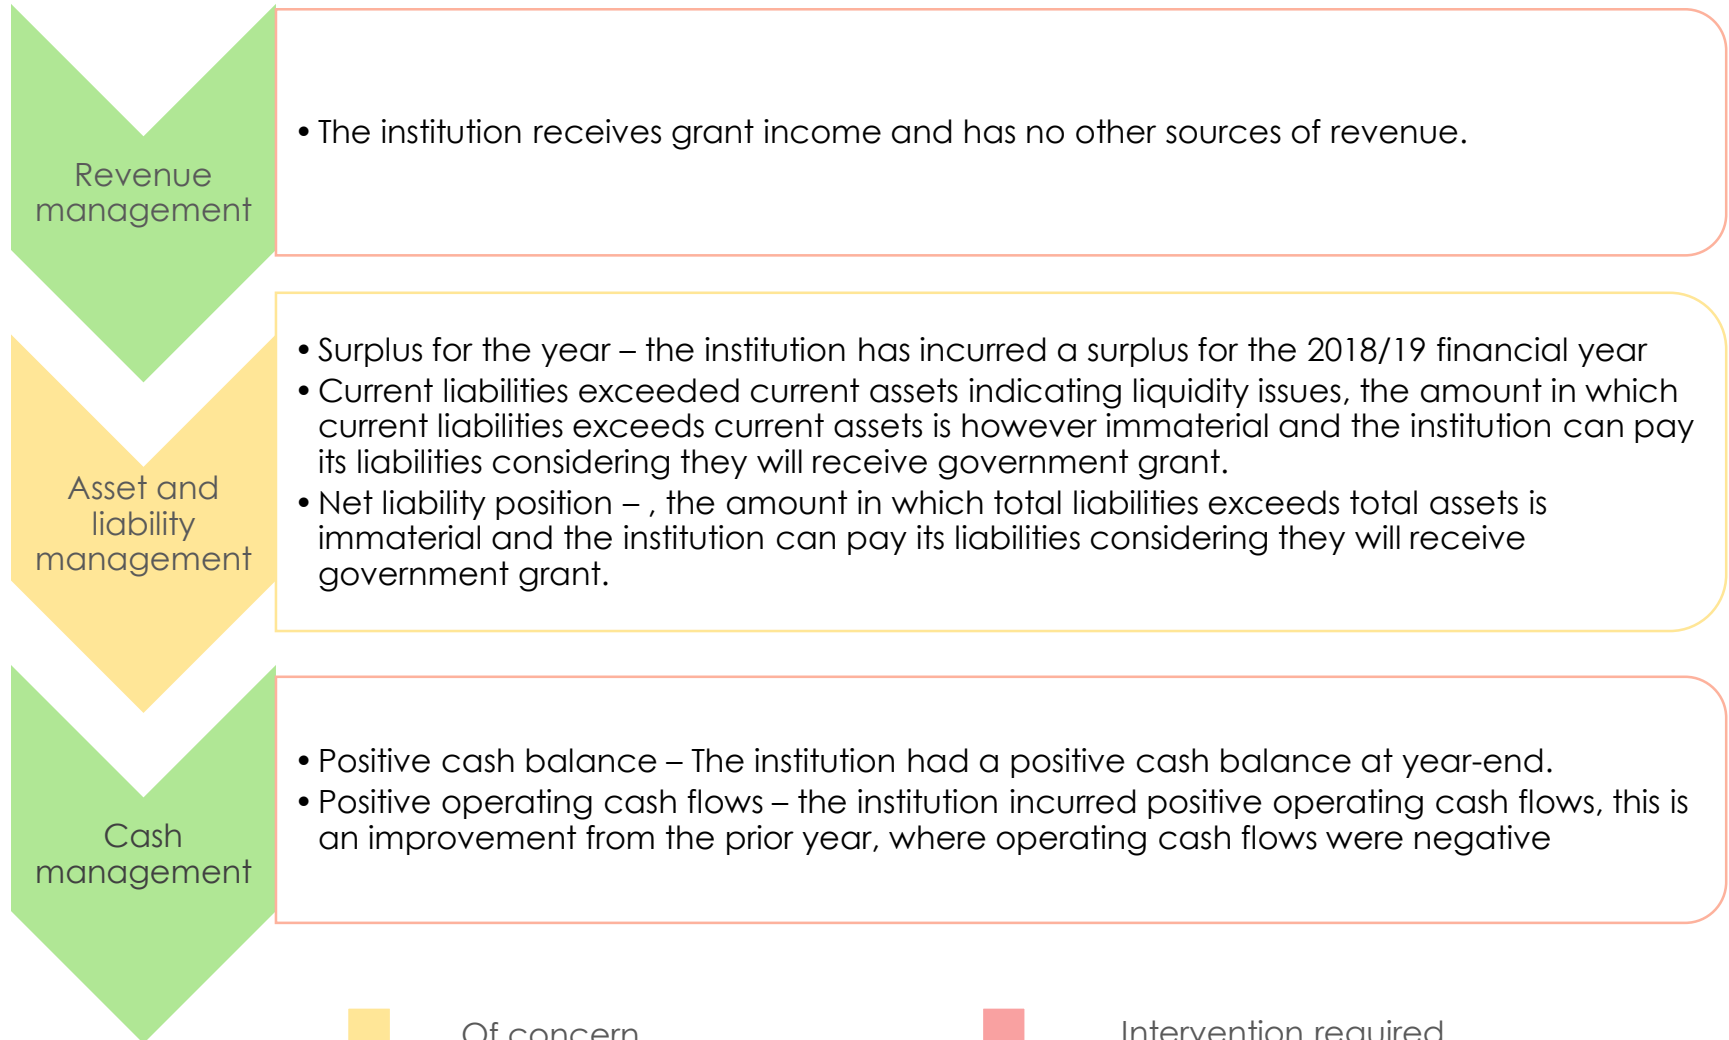 Revenue
management
• The institution receives grant income and has no other sources of revenue.
Asset and
liability
management
• Surplus for the year – the institution has incurred a surplus for the 2018/19 financial year
• Current liabilities exceeded current assets indicating liquidity issues, the amount in which
current liabilities exceeds current assets is however immaterial and the institution can pay
its liabilities considering they will receive government grant.
• Net liability position – , the amount in which total liabilities exceeds total assets is
immaterial and the institution can pay its liabilities considering they will receive
government grant.
Cash
management
• Positive cash balance – The institution had a positive cash balance at year-end.
• Positive operating cash flows – the institution incurred positive operating cash flows, this is
an improvement from the prior year, where operating cash flows were negative
Of concern
Intervention required